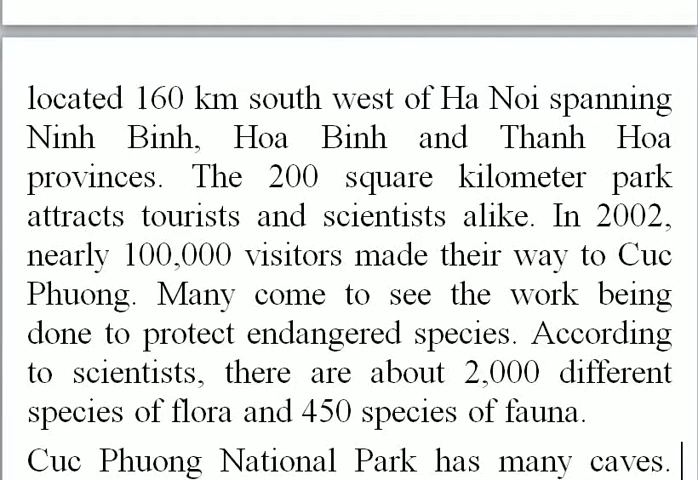 located 160 km south west of Ha Noi spanning
Ninh Binh, Hoa Binh and Thanh Hoa
provinces. The 200 square kilometer park
attracts tourists and scientists alike. In 2002,
nearly 100,000 visitors made their way to Cuc
Phuong. Many come to see the work being
done to protect endangered species. According
to scientists, there are about 2,000 different
species of flora and 450 species of fauna.
Cuc Phuong National Park has many caves.